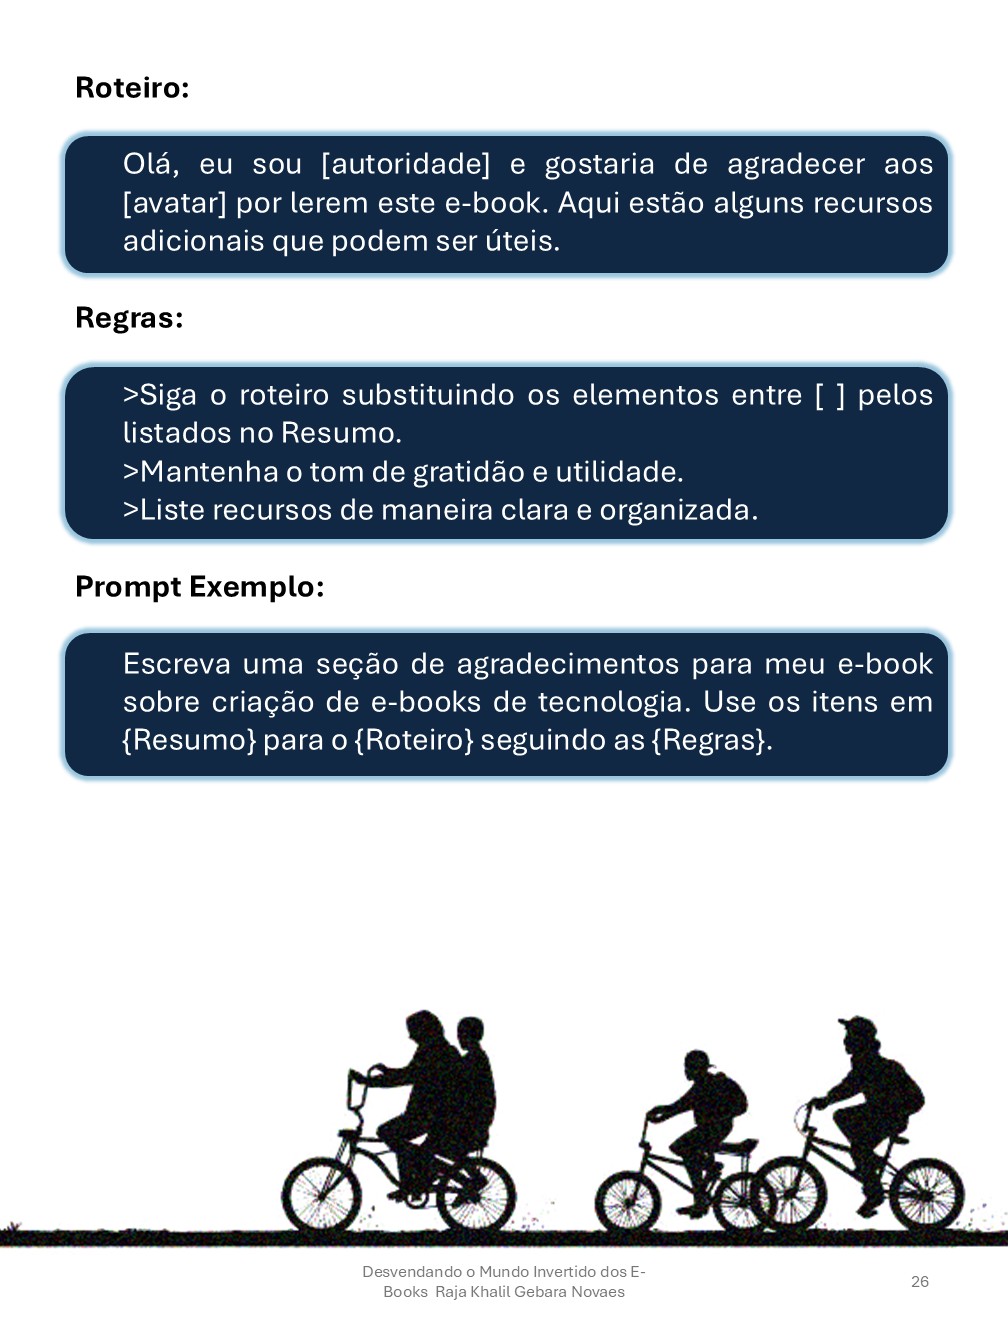 Roteiro:
Olá, eu sou [autoridade] e gostaria de agradecer aos
[avatar] por lerem este e-book. Aqui estão alguns recursos
adicionais que podem ser úteis.
Regras:
>Siga o roteiro substituindo os elementos entre [ ] pelos
listados no Resumo.
>Mantenha o tom de gratidão e utilidade.
>Liste recursos de maneira clara e organizada.
Prompt Exemplo:
Escreva uma seção de agradecimentos para meu e-book
sobre criação de e-books de tecnologia. Use os itens em
{Resumo} para o {Roteiro} seguindo as {Regras}.
Desvendando o Mundo Invertido dos E-
Books  Raja Khalil Gebara Novaes
26